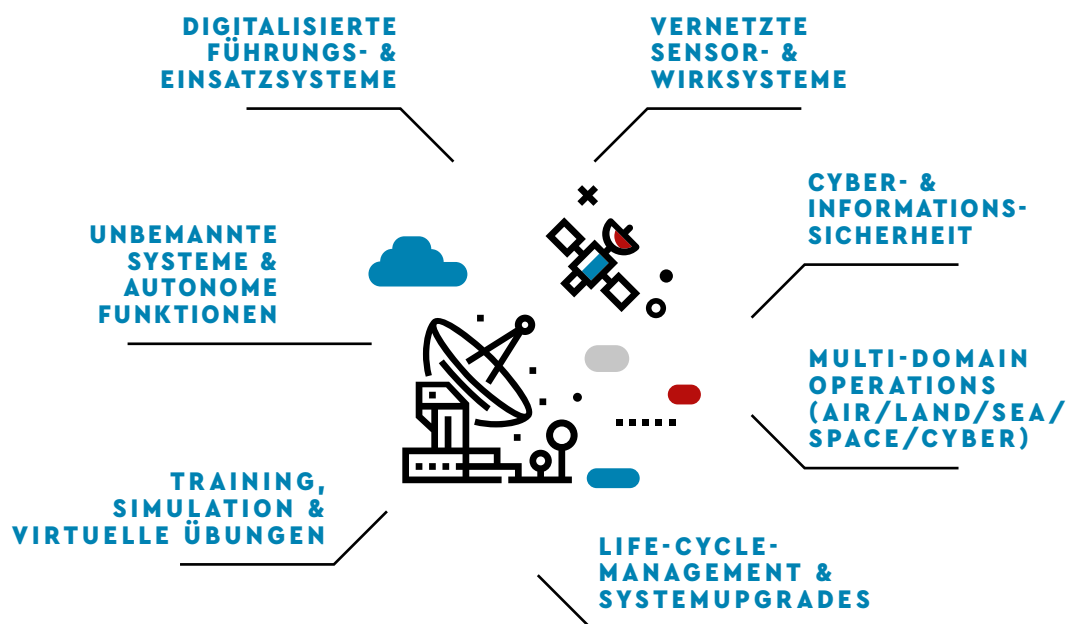 DIGITALISIERTE
FÜHRUNGS- &
EINSATZSYSTEME
VERNETZTE
SENSOR- &
WIRKSYSTEME
CYBER- &
INFORMATIONS-
SICHERHEIT
UNBEMANNTE
SYSTEME &
AUTONOME
FUNKTIONEN
MULTI-DOMAIN
OPERATIONS
(AIR/LAND/SEA/
SPACE/CYBER)
TRAINING,
SIMULATION &
VIRTUELLE ÜBUNGEN
LIFE-CYCLE-
MANAGEMENT &
SYSTEMUPGRADES